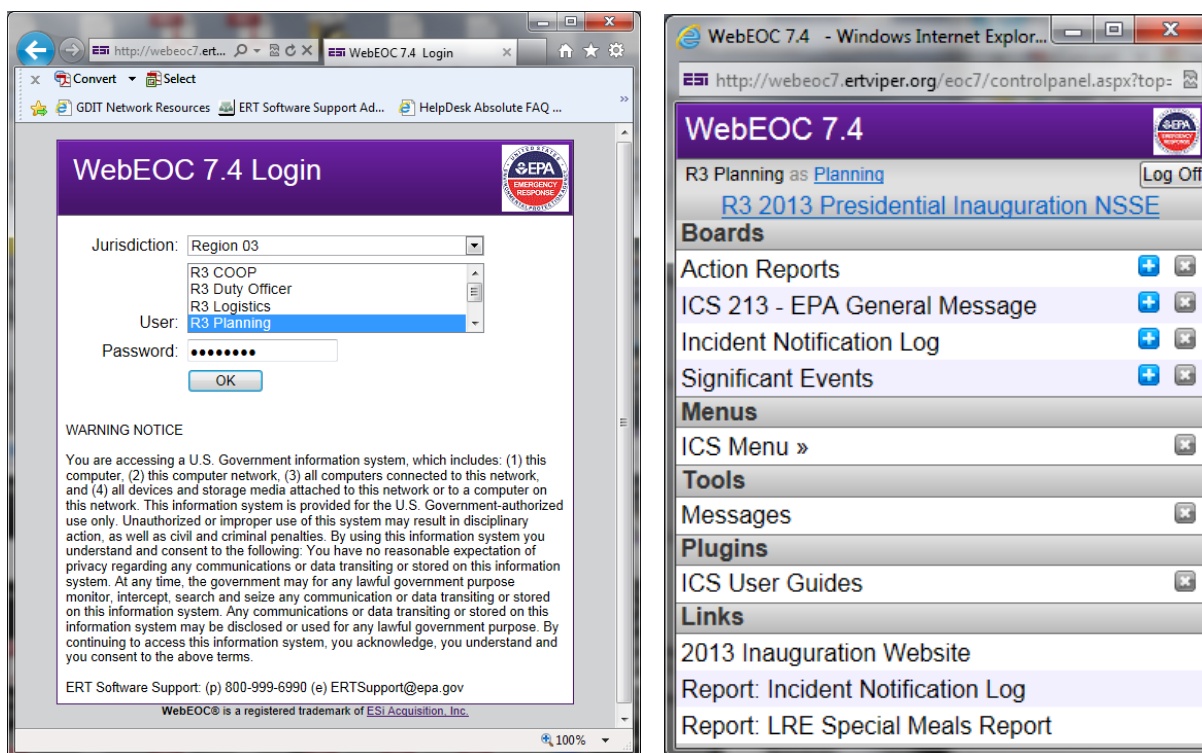 http://webeoc7.ert...
WebEOC 7.4 Login
Convert
Select
GDIT Network Resources
ERT Software Support Ad...
HelpDesk Absolute FAQ ...
WebEOC 7.4 Login
EPA
EMERGENCY
RESPONSE
Jurisdiction: Region 03
R3 COOP
R3 Duty Officer
R3 Logistics
User: R3 Planning
Password:
OK
WARNING NOTICE
You are accessing a U.S. Government information system, which includes: (1) this
computer, (2) this computer network, (3) all computers connected to this network,
and (4) all devices and storage media attached to this network or to a computer on
this network. This information system is provided for the U.S. Government-authorized
use only. Unauthorized or improper use of this system may result in disciplinary
action, as well as civil and criminal penalties. By using this information system you
understand and consent to the following: You have no reasonable expectation of
privacy regarding any communications or data transiting or stored on this information
system. At any time, the government may for any lawful government purpose
monitor, intercept, search and seize any communication or data transiting or stored
on this information system. Any communications or data transiting or stored on this
information system may be disclosed or used for any lawful government purpose. By
continuing to access this information system, you acknowledge, you understand and
you consent to the above terms.
ERT Software Support: (p) 800-999-6990 (e) ERTSupport@epa.gov
WebEOC® is a registered trademark of ESi Acquisition, Inc.
100%
WebEOC 7.4 - Windows Internet Explor...
http://webeoc7.ertviper.org/eoc7/controlpanel.aspx?top=
WebEOC 7.4
EPA
R3 Planning as Planning
Log Off
R3 2013 Presidential Inauguration NSSE
Boards
Action Reports
ICS 213 - EPA General Message
Incident Notification Log
Significant Events
Menus
ICS Menu »
Tools
Messages
Plugins
ICS User Guides
Links
2013 Inauguration Website
Report: Incident Notification Log
Report: LRE Special Meals Report